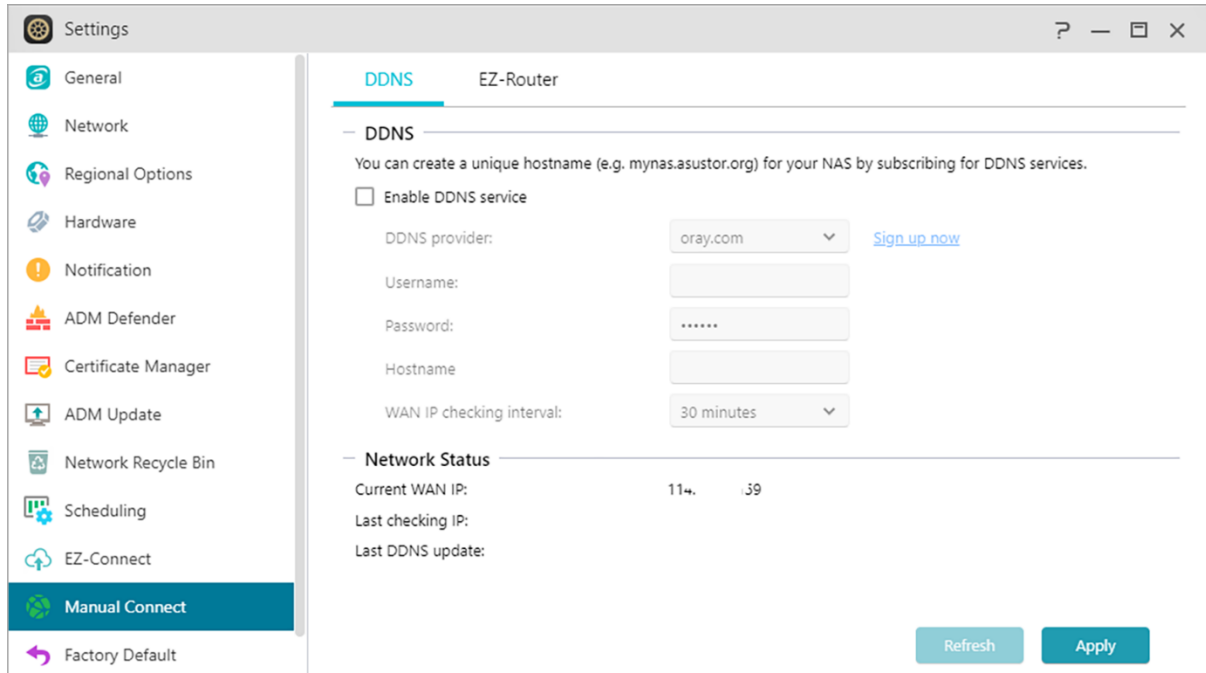 Settings
General
Network
Regional Options
Hardware
Notification
ADM Defender
Certificate Manager
ADM Update
Network Recycle Bin
Scheduling
EZ-Connect
Manual Connect
Factory Default
DDNS EZ-Router
DDNS
You can create a unique hostname (e.g. mynas.asustor.org) for your NAS by subscribing for DDNS services.
Enable DDNS service
DDNS provider: oray.com Sign up now
Username:
Password: ••••••
Hostname
WAN IP checking interval: 30 minutes
Network Status
Current WAN IP: 114.
Last checking IP:
Last DDNS update:
Refresh Apply